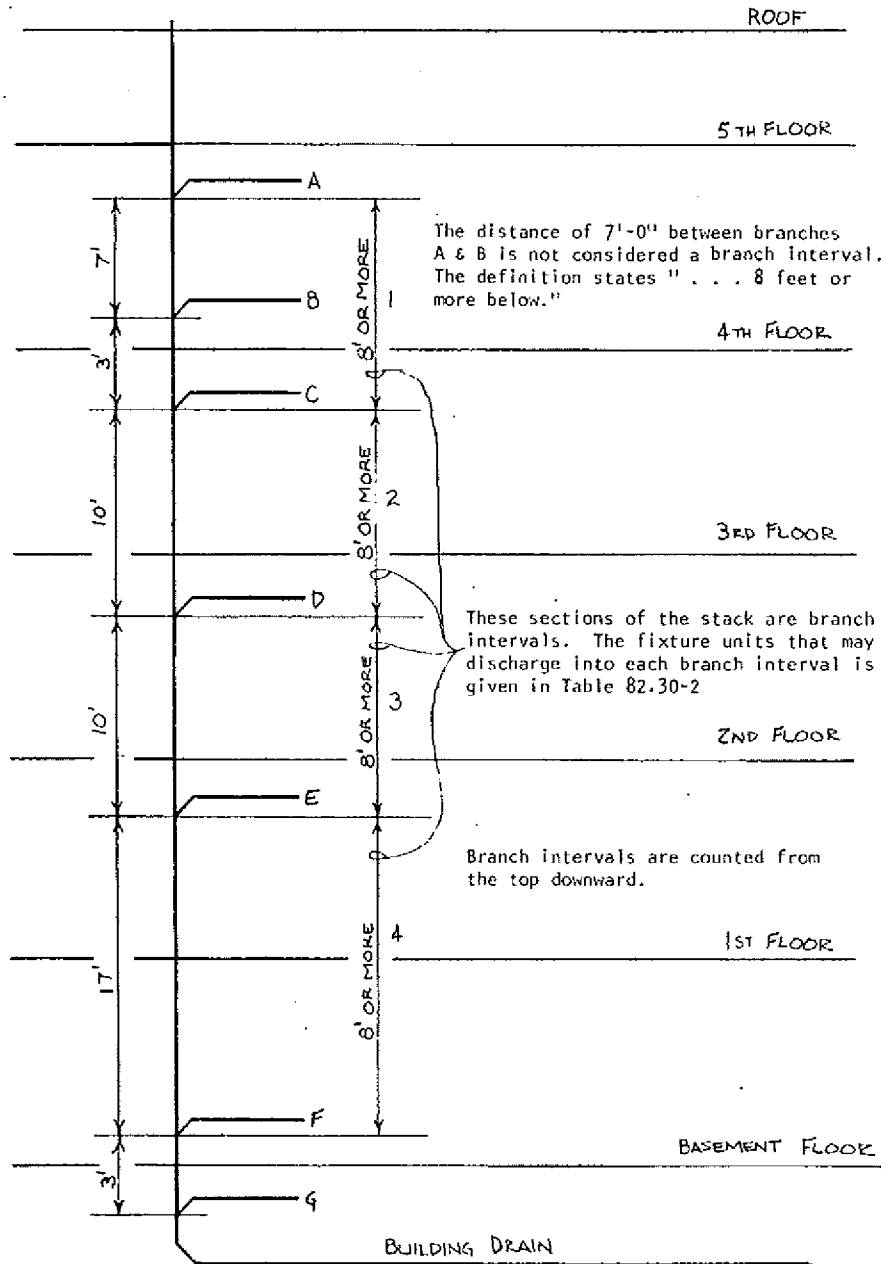 ROOF
5TH FLOOR
A
7'
8' OR MORE
1
The distance of 7'-0" between branches
A & B is not considered a branch interval.
The definition states " . . . 8 feet or
more below."
B
3'
4TH FLOOR
C
10'
8' OR MORE
2
3RD FLOOR
D
These sections of the stack are branch
intervals. The fixture units that may
discharge into each branch interval is
given in Table 82.30-2
10'
8' OR MORE
3
2ND FLOOR
E
Branch intervals are counted from
the top downward.
17'
8' OR MORE
4
1ST FLOOR
F
BASEMENT FLOOR
3'
G
BUILDING DRAIN